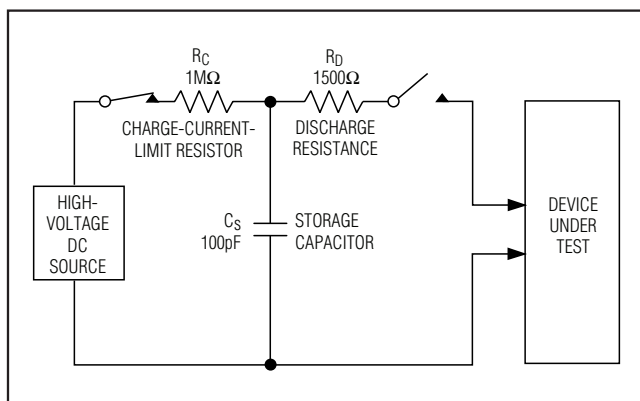 R_C
1MΩ
R_D
1500Ω
CHARGE-CURRENT-
LIMIT RESISTOR
DISCHARGE
RESISTANCE
HIGH-
VOLTAGE
DC
SOURCE
C_S
100pF
STORAGE
CAPACITOR
DEVICE
UNDER
TEST